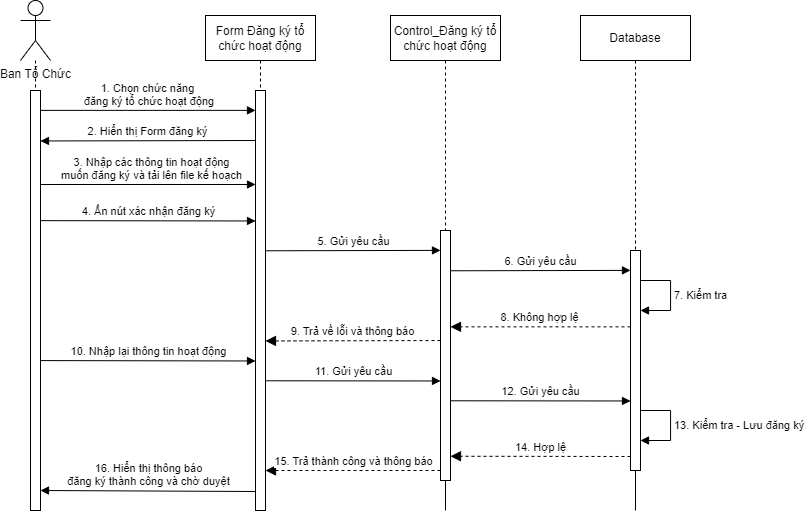 Form Đăng ký tổ
chức hoạt động
Control_Đăng ký tổ
chức hoạt động
Database
Ban Tổ Chức
1. Chọn chức năng
đăng ký tổ chức hoạt động
2. Hiển thị Form đăng ký
3. Nhập các thông tin hoạt động
muốn đăng ký và tải lên file kế hoạch
4. Ấn nút xác nhận đăng ký
5. Gửi yêu cầu
6. Gửi yêu cầu
7. Kiểm tra
8. Không hợp lệ
9. Trả về lỗi và thông báo
10. Nhập lại thông tin hoạt động
11. Gửi yêu cầu
12. Gửi yêu cầu
13. Kiểm tra - Lưu đăng ký
14. Hợp lệ
15. Trả thành công và thông báo
16. Hiển thị thông báo
đăng ký thành công và chờ duyệt